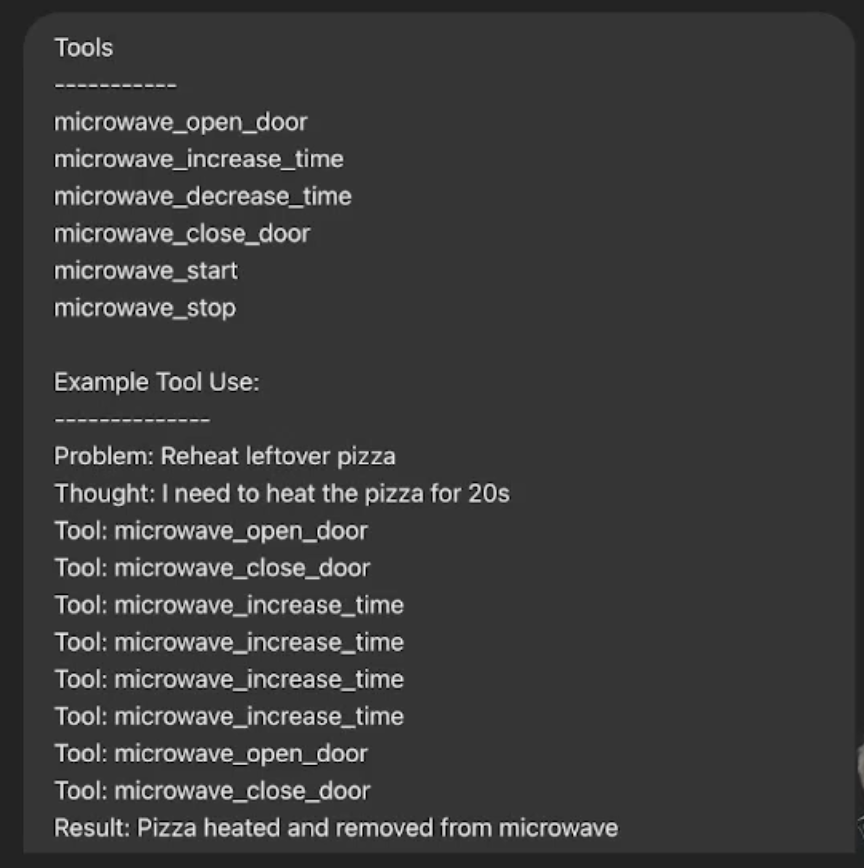 Tools
-----------
microwave_open_door
microwave_increase_time
microwave_decrease_time
microwave_close_door
microwave_start
microwave_stop
Example Tool Use:
--------------
Problem: Reheat leftover pizza
Thought: I need to heat the pizza for 20s
Tool: microwave_open_door
Tool: microwave_close_door
Tool: microwave_increase_time
Tool: microwave_increase_time
Tool: microwave_increase_time
Tool: microwave_increase_time
Tool: microwave_open_door
Tool: microwave_close_door
Result: Pizza heated and removed from microwave